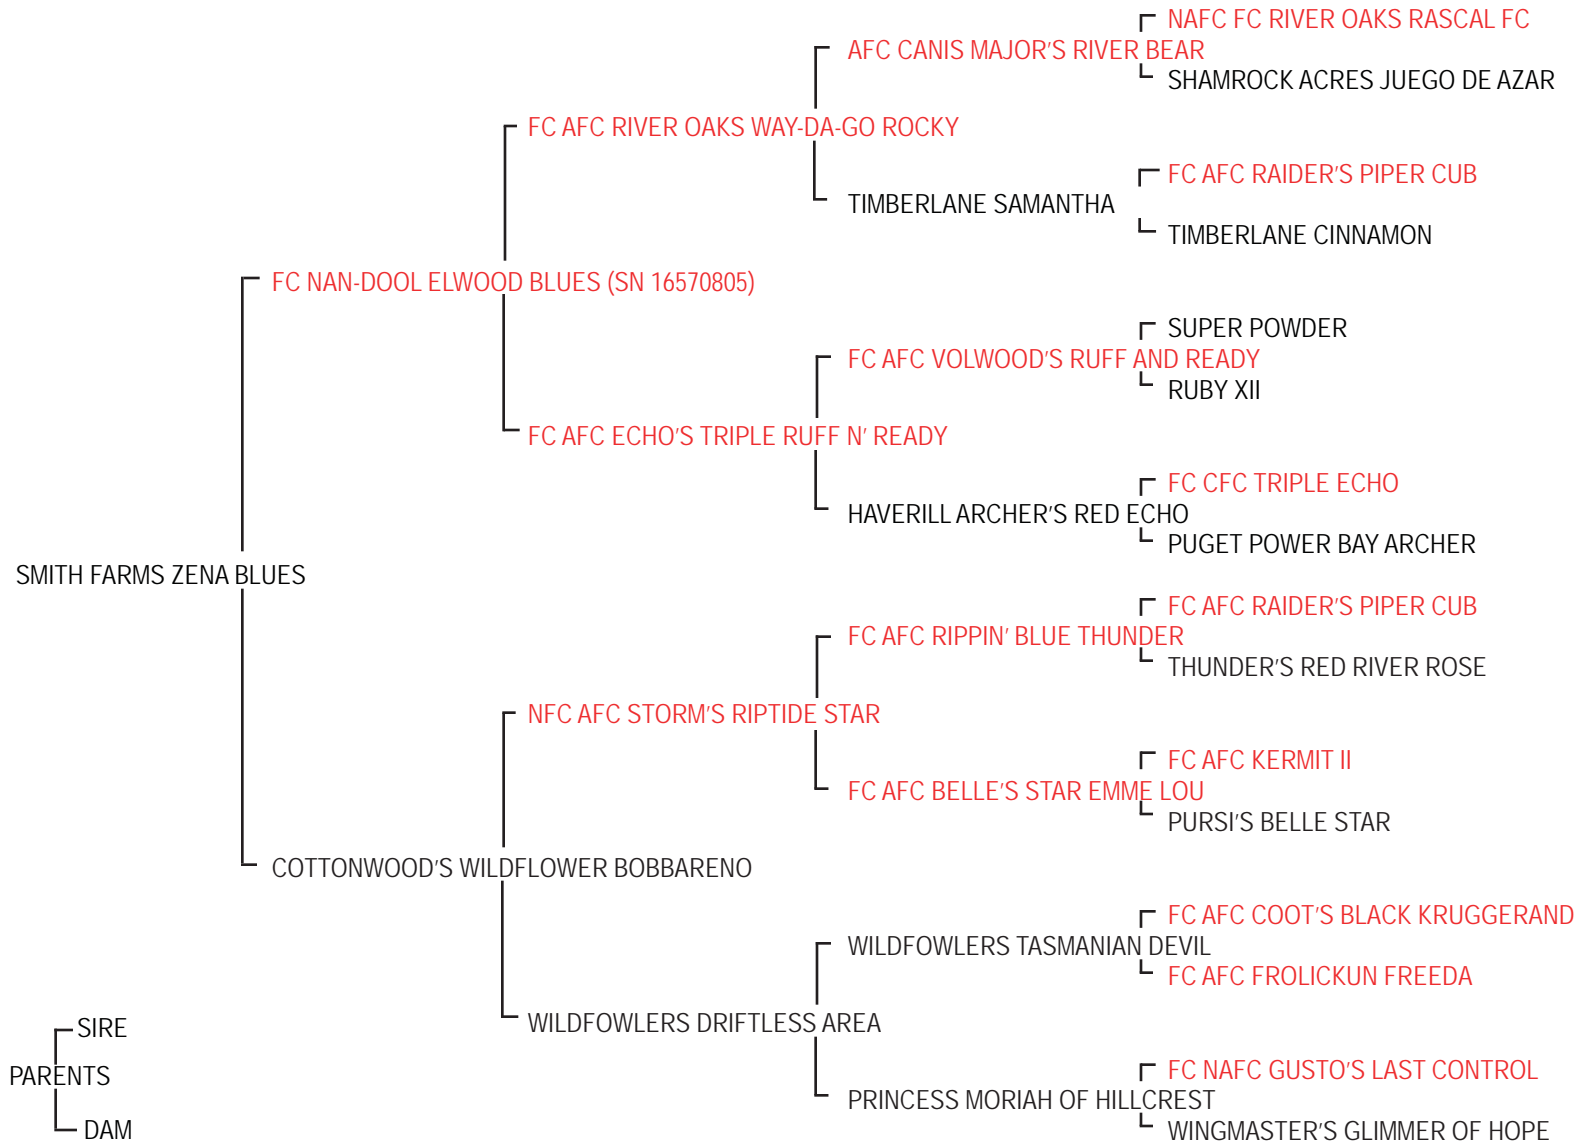 NAFC FC RIVER OAKS RASCAL FC
AFC CANIS MAJOR'S RIVER BEAR
SHAMROCK ACRES JUEGO DE AZAR
FC AFC RIVER OAKS WAY-DA-GO ROCKY
FC AFC RAIDER'S PIPER CUB
TIMBERLANE SAMANTHA
TIMBERLANE CINNAMON
FC NAN-DOOL ELWOOD BLUES (SN 16570805)
SUPER POWDER
FC AFC VOLWOOD'S RUFF AND READY
RUBY XII
FC AFC ECHO'S TRIPLE RUFF N' READY
FC CFC TRIPLE ECHO
HAVERILL ARCHER'S RED ECHO
PUGET POWER BAY ARCHER
SMITH FARMS ZENA BLUES
FC AFC RAIDER'S PIPER CUB
FC AFC RIPPIN' BLUE THUNDER
THUNDER'S RED RIVER ROSE
NFC AFC STORM'S RIPTIDE STAR
FC AFC KERMIT II
FC AFC BELLE'S STAR EMME LOU
PURSI'S BELLE STAR
COTTONWOOD'S WILDFLOWER BOBBARENO
FC AFC COOT'S BLACK KRUGGERAND
WILDFOWLERS TASMANIAN DEVIL
FC AFC FROLICKUN FREEDA
WILDFOWLERS DRIFTLESS AREA
FC NAFC GUSTO'S LAST CONTROL
PRINCESS MORIAH OF HILLCREST
WINGMASTER'S GLIMMER OF HOPE
SIRE
PARENTS
DAM